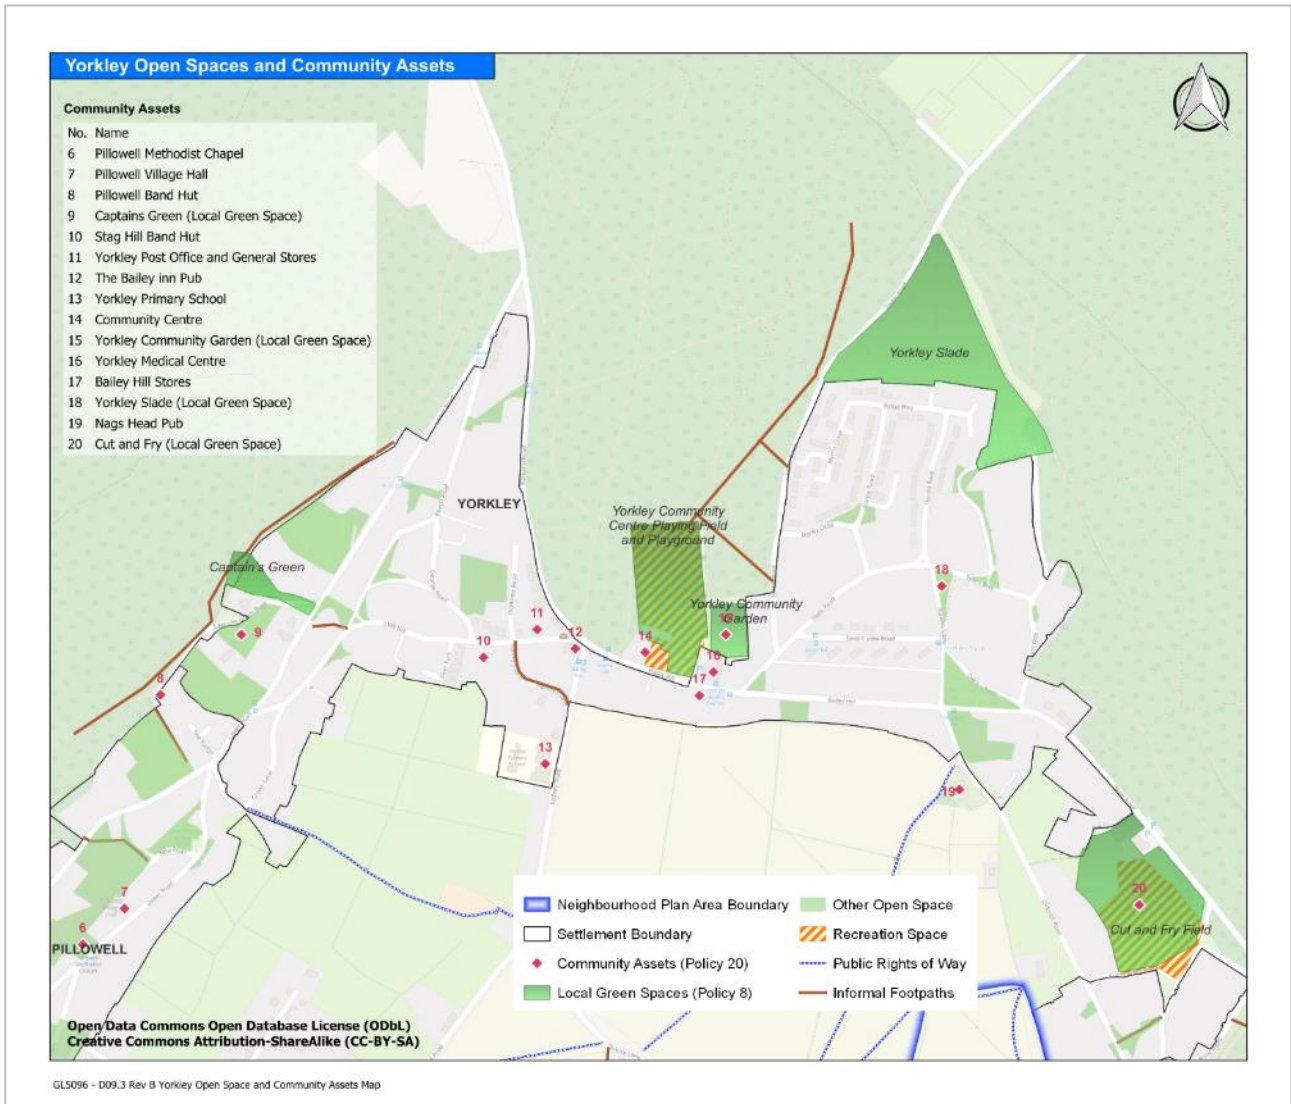 Yorkley Open Spaces and Community Assets
Community Assets
No. Name
6 Pillowell Methodist Chapel
7 Pillowell Village Hall
8 Pillowell Band Hut
9 Captains Green (Local Green Space)
10 Stag Hill Band Hut
11 Yorkley Post Office and General Stores
12 The Bailey inn Pub
13 Yorkley Primary School
14 Community Centre
15 Yorkley Community Garden (Local Green Space)
16 Yorkley Medical Centre
17 Bailey Hill Stores
18 Yorkley Slade (Local Green Space)
19 Nags Head Pub
20 Cut and Fry (Local Green Space)
Yorkley Slade
YORKLEY
Yorkley Community
Centre Playing Field
and Playground
Captain's Green
18
Yorkley Community
Garden
11
15
9
12
14
10
16
8
17
13
19
20
7
Cut and Fry Field
6
PILLOWELL
Bailey Hill
Neighbourhood Plan Area Boundary
Settlement Boundary
Community Assets (Policy 20)
Local Green Spaces (Policy 8)
Other Open Space
Recreation Space
Public Rights of Way
Informal Footpaths
Open Data Commons Open Database License (ODbL)
Creative Commons Attribution-ShareAlike (CC-BY-SA)
GL5096 - D09.3 Rev B Yorkley Open Space and Community Assets Map